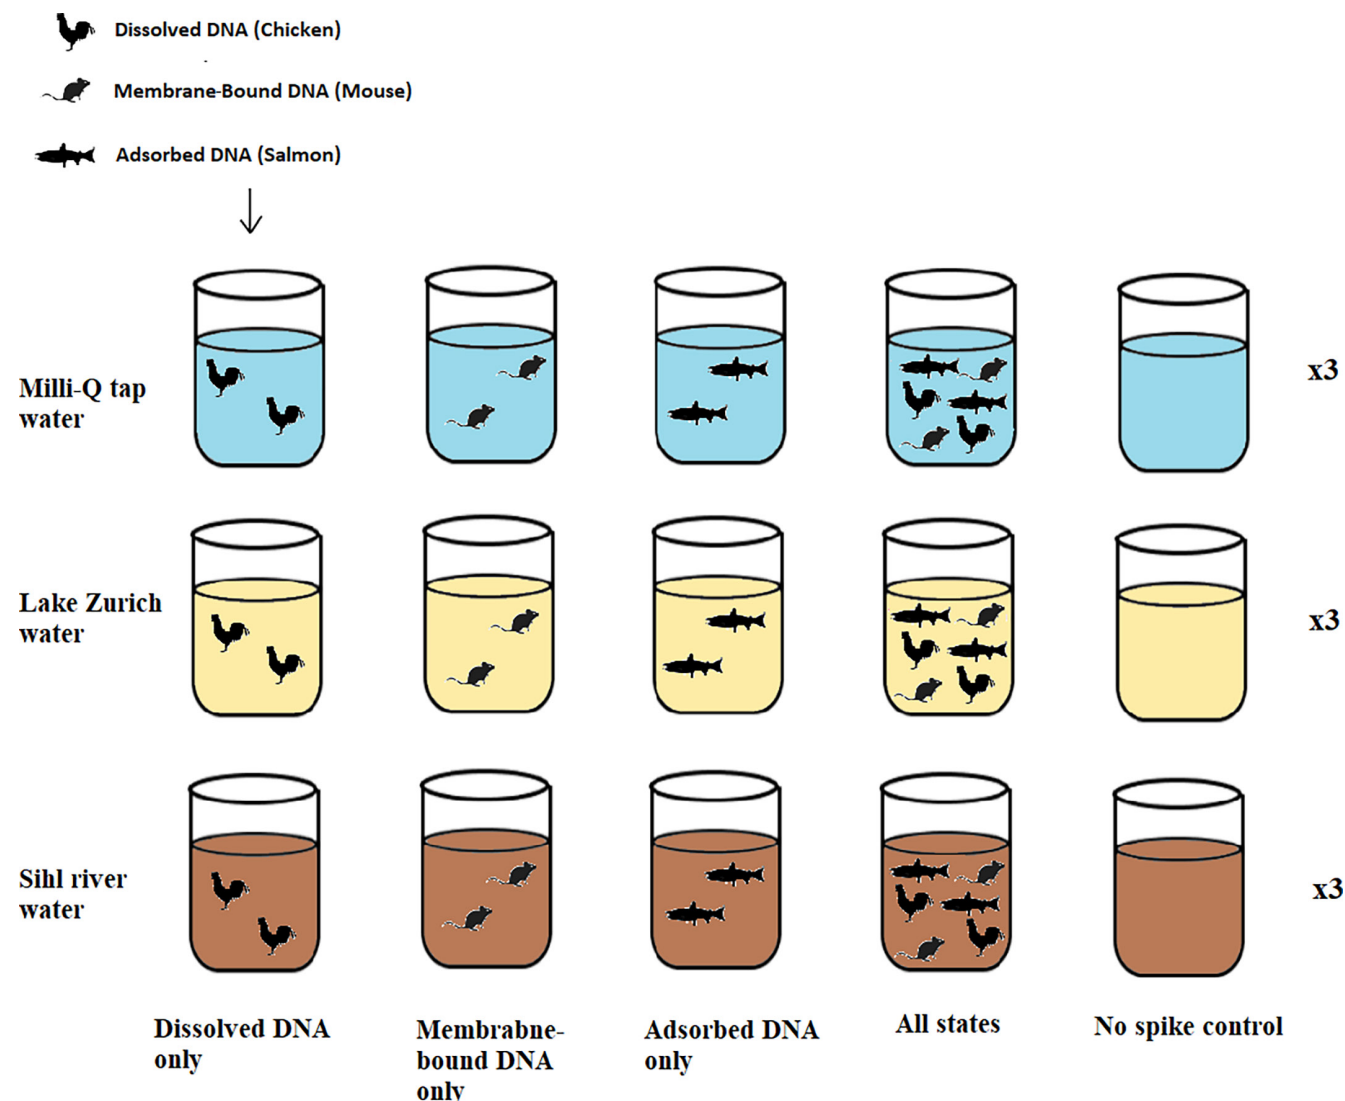 Dissolved DNA (Chicken)
Membrane-Bound DNA (Mouse)
Adsorbed DNA (Salmon)
Milli-Q tap
water
x3
Lake Zurich
water
x3
Sihl river
water
x3
Dissolved DNA
only
Membrabne-
bound DNA
only
Adsorbed DNA
only
All states
No spike control